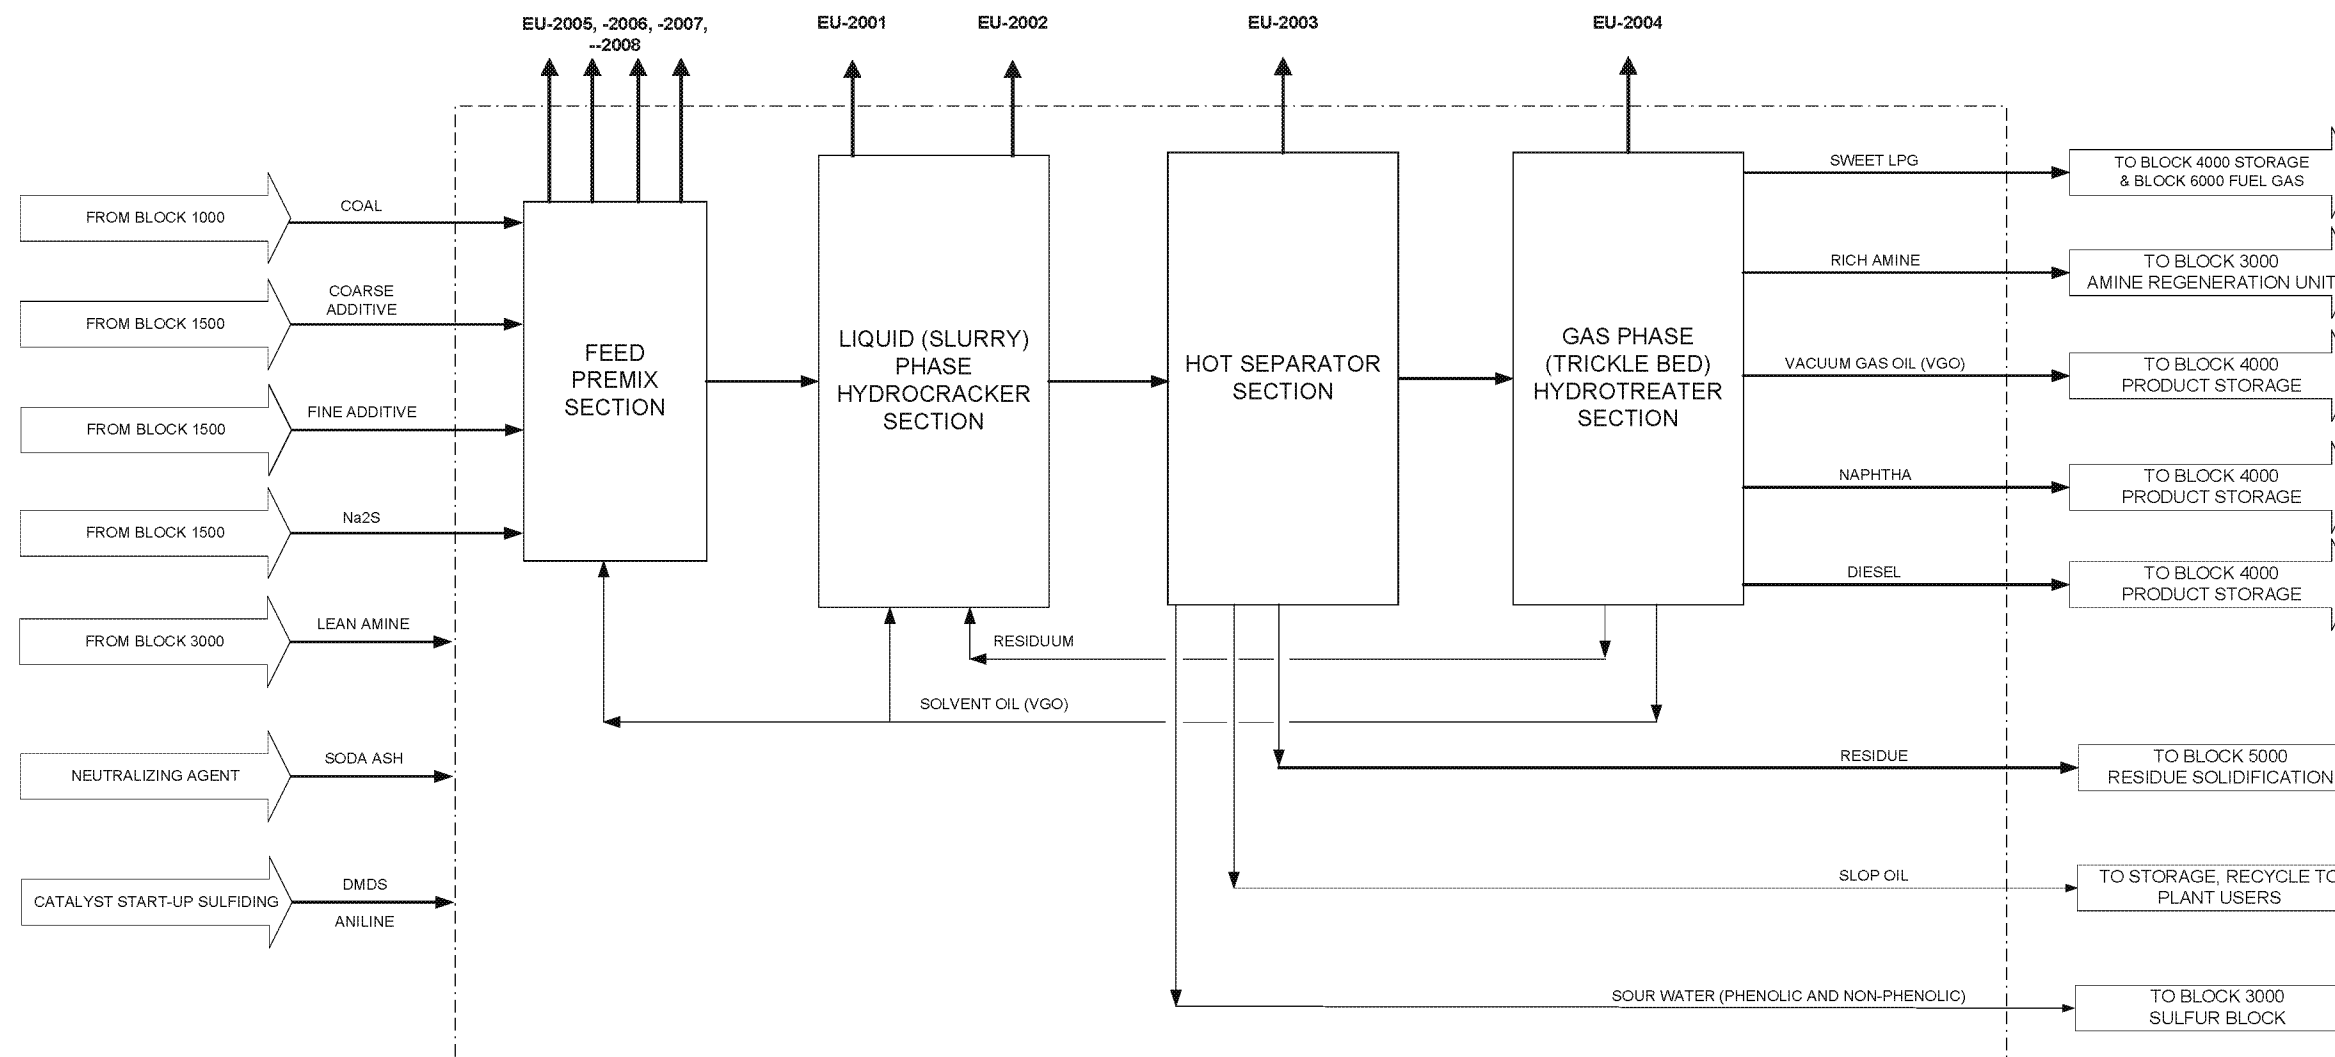 EU-2005, -2006, -2007,
--2008
EU-2001
EU-2002
EU-2003
EU-2004
FROM BLOCK 1000
COAL
FROM BLOCK 1500
COARSE
ADDITIVE
FROM BLOCK 1500
FINE ADDITIVE
FROM BLOCK 1500
Na2S
FROM BLOCK 3000
LEAN AMINE
NEUTRALIZING AGENT
SODA ASH
CATALYST START-UP SULFIDING
DMDS
ANILINE
FEED
PREMIX
SECTION
LIQUID (SLURRY)
PHASE
HYDROCRACKER
SECTION
HOT SEPARATOR
SECTION
GAS PHASE
(TRICKLE BED)
HYDROTREATER
SECTION
RESIDUUM
SOLVENT OIL (VGO)
SWEET LPG
TO BLOCK 4000 STORAGE
& BLOCK 6000 FUEL GAS
RICH AMINE
TO BLOCK 3000
AMINE REGENERATION UNIT
VACUUM GAS OIL (VGO)
TO BLOCK 4000
PRODUCT STORAGE
NAPHTHA
TO BLOCK 4000
PRODUCT STORAGE
DIESEL
TO BLOCK 4000
PRODUCT STORAGE
RESIDUE
TO BLOCK 5000
RESIDUE SOLIDIFICATION
SLOP OIL
TO STORAGE, RECYCLE TO
PLANT USERS
SOUR WATER (PHENOLIC AND NON-PHENOLIC)
TO BLOCK 3000
SULFUR BLOCK